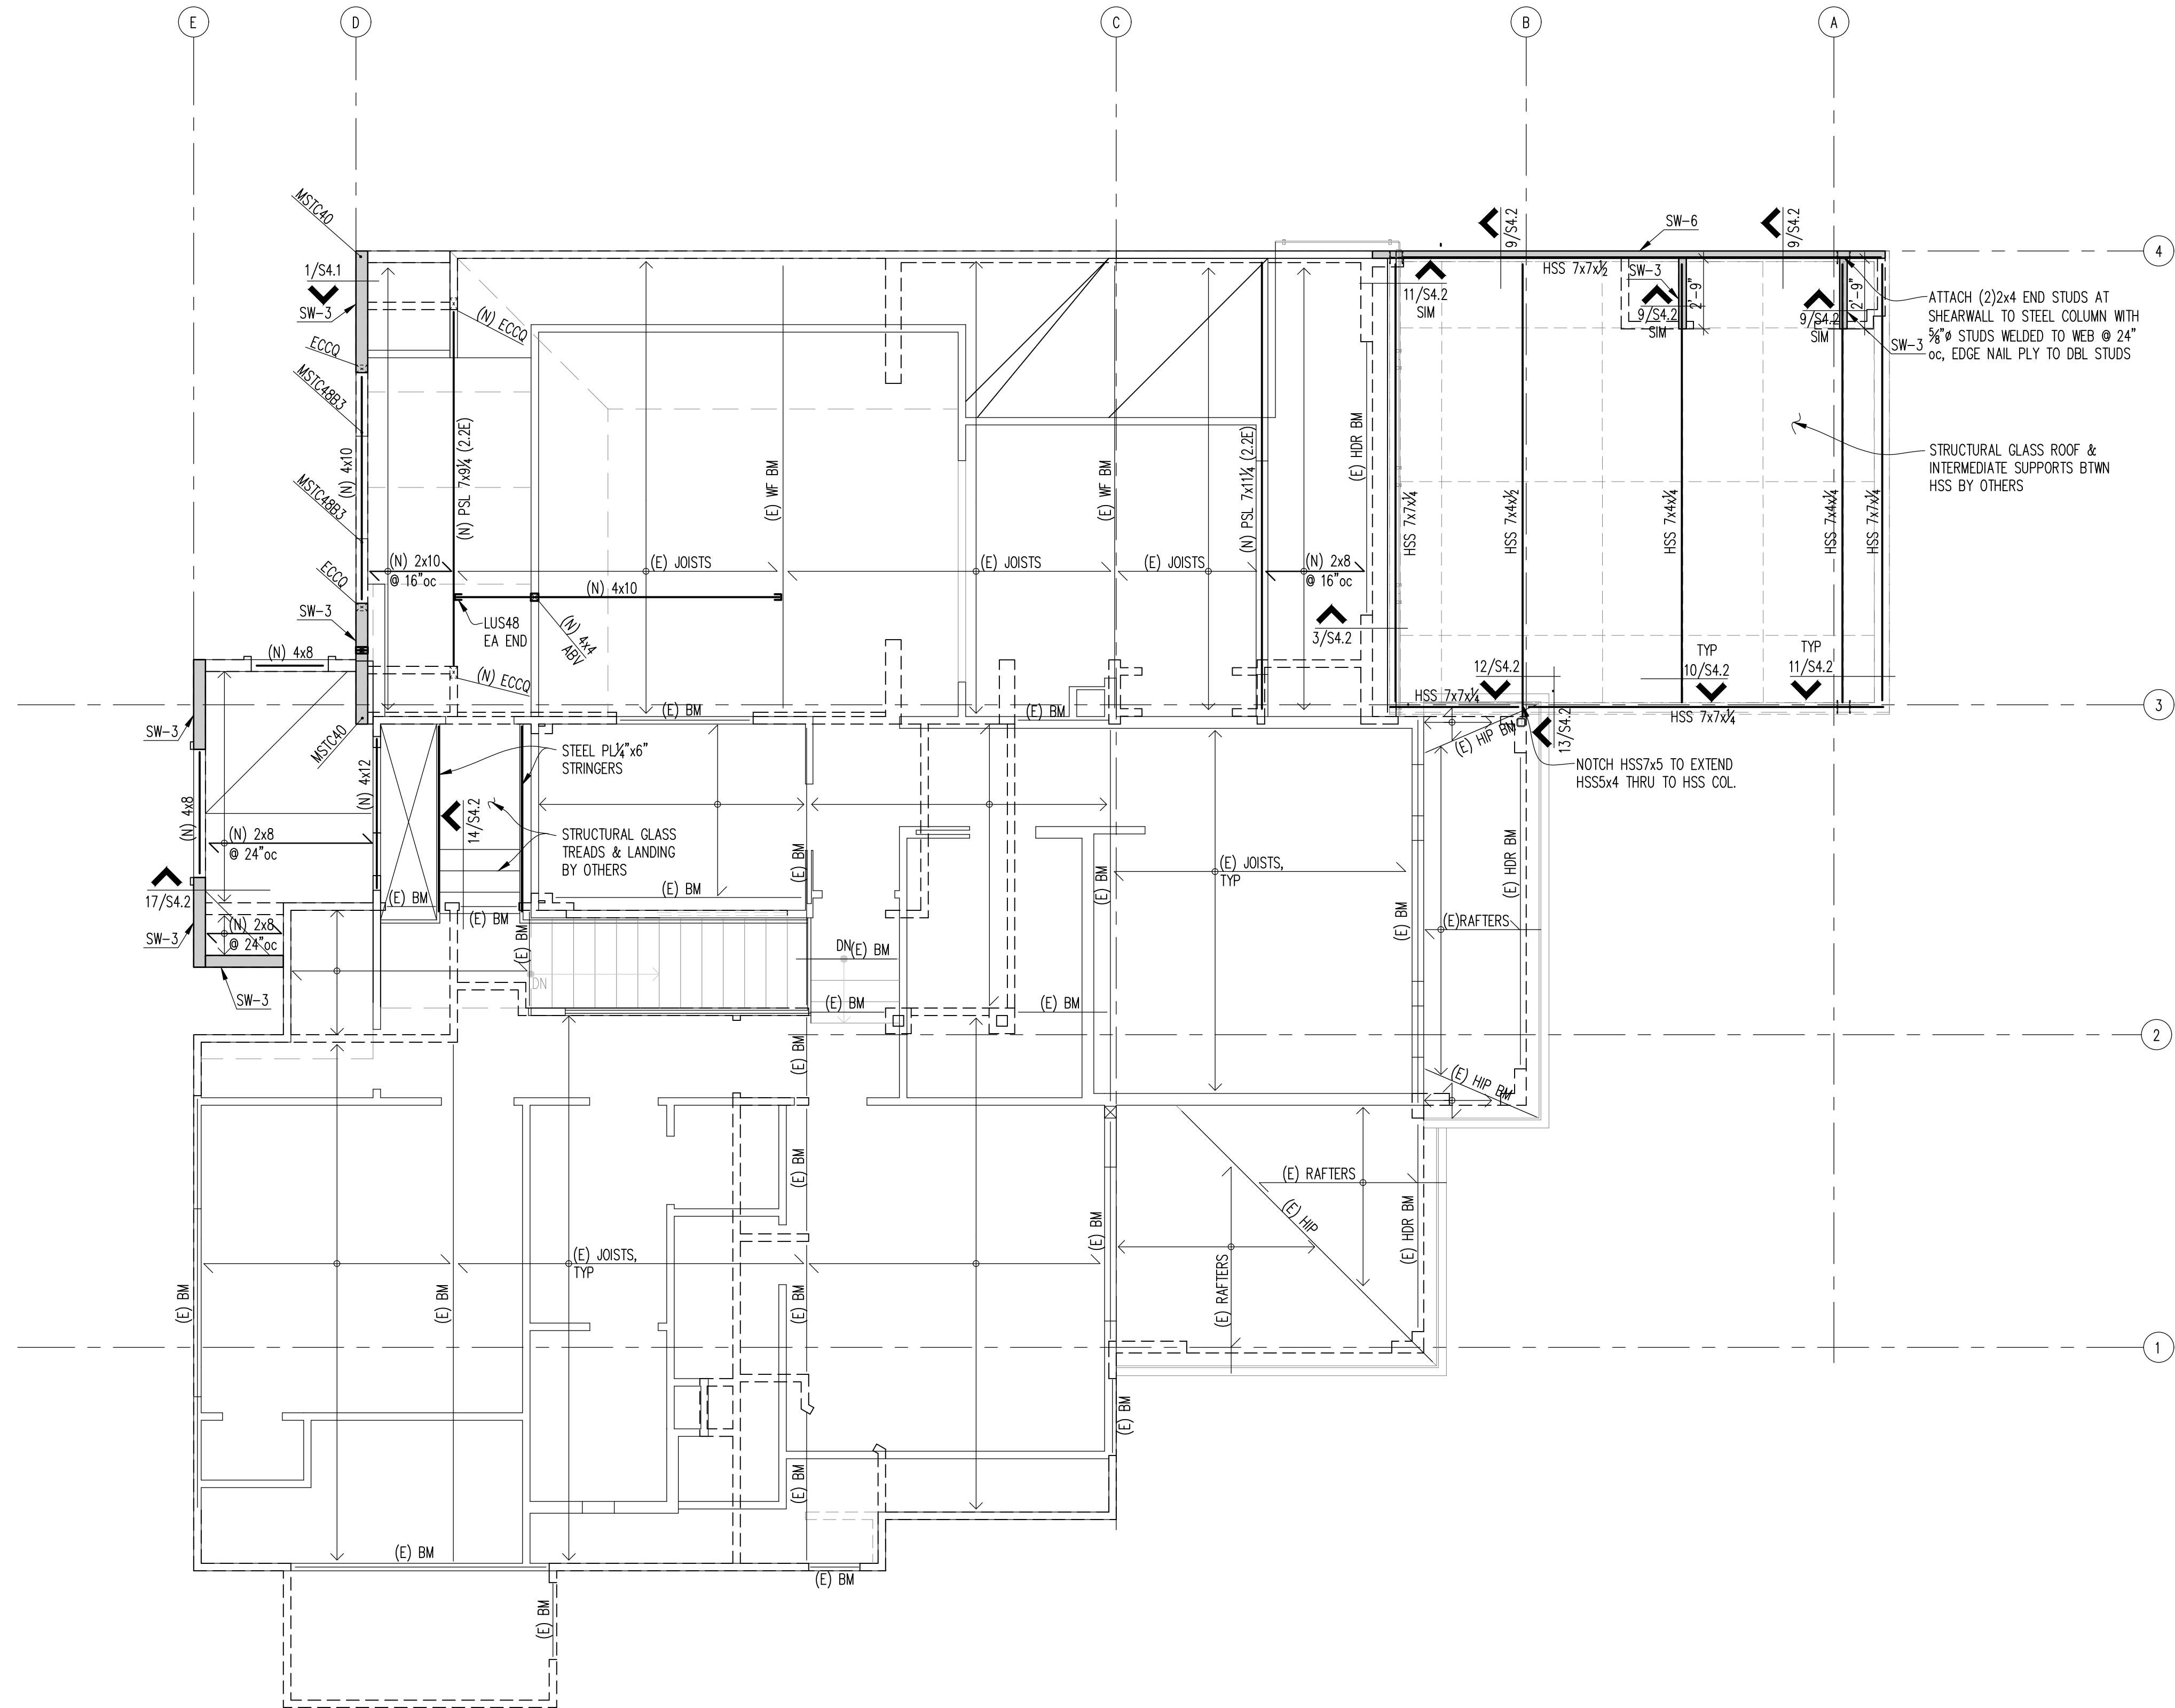 E
D
C
B
A
MSTC40
1/S4.1
SW-3
ECCQ
MSTC48B3
(N) 4x10
MSTC48B3
ECCQ
SW-3
(N) ECCQ
(N) PSL 7x9¼ (2.2E)
(N) 2x10
@ 16"oc
(E) JOISTS
(E) WF BM
(N) 4x10
LUS48
EA END
(N) 4x4
ABV
(N) ECCQ
(E) JOISTS
(E) WF BM
(E) JOISTS
(N) PSL 7x11¼ (2.2E)
(N) 2x8
@ 16"oc
(E) HDR BM
3/S4.2
9/S4.2
SW-6
9/S4.2
4
HSS 7x7x½
11/S4.2
SIM
SW-3
9/S4.2
SIM
2'-9"
9/S4.2
SIM
2'-9"
SW-3
ATTACH (2)2x4 END STUDS AT
SHEARWALL TO STEEL COLUMN WITH
⅝"ø STUDS WELDED TO WEB @ 24"
oc, EDGE NAIL PLY TO DBL STUDS
STRUCTURAL GLASS ROOF &
INTERMEDIATE SUPPORTS BTWN
HSS BY OTHERS
HSS 7x7x¼
HSS 7x4x½
HSS 7x4x¼
HSS 7x4x¼
HSS 7x7x¼
12/S4.2
TYP
10/S4.2
TYP
11/S4.2
HSS 7x7x¼
HSS 7x7x¼
3
13/S4.2
(E) HIP BM
NOTCH HSS7x5 TO EXTEND
HSS5x4 THRU TO HSS COL.
(N) 4x8
SW-3
MSTC40
(N) 4x12
(N) 4x8
(N) 2x8
@ 24"oc
17/S4.2
SW-3
(N) 2x8
@ 24"oc
SW-3
(E) BM
(E) BM
STEEL PL¼"x6"
STRINGERS
14/S4.2
STRUCTURAL GLASS
TREADS & LANDING
BY OTHERS
(E) BM
(E) BM
(E) BM
(E) BM
(E) BM
DN
DN
(E) BM
(E) BM
(E) BM
(E) BM
(E) JOISTS,
TYP
(E) BM
(E)RAFTERS
(E) HDR BM
2
(E) HIP BM
(E) BM
(E) BM
(E) RAFTERS
(E) HIP
(E) HDR BM
(E) RAFTERS
(E) BM
(E) JOISTS,
TYP
(E) BM
(E) BM
(E) BM
1
(E) BM
(E) BM
(E) BM
(E) BM
(E) BM